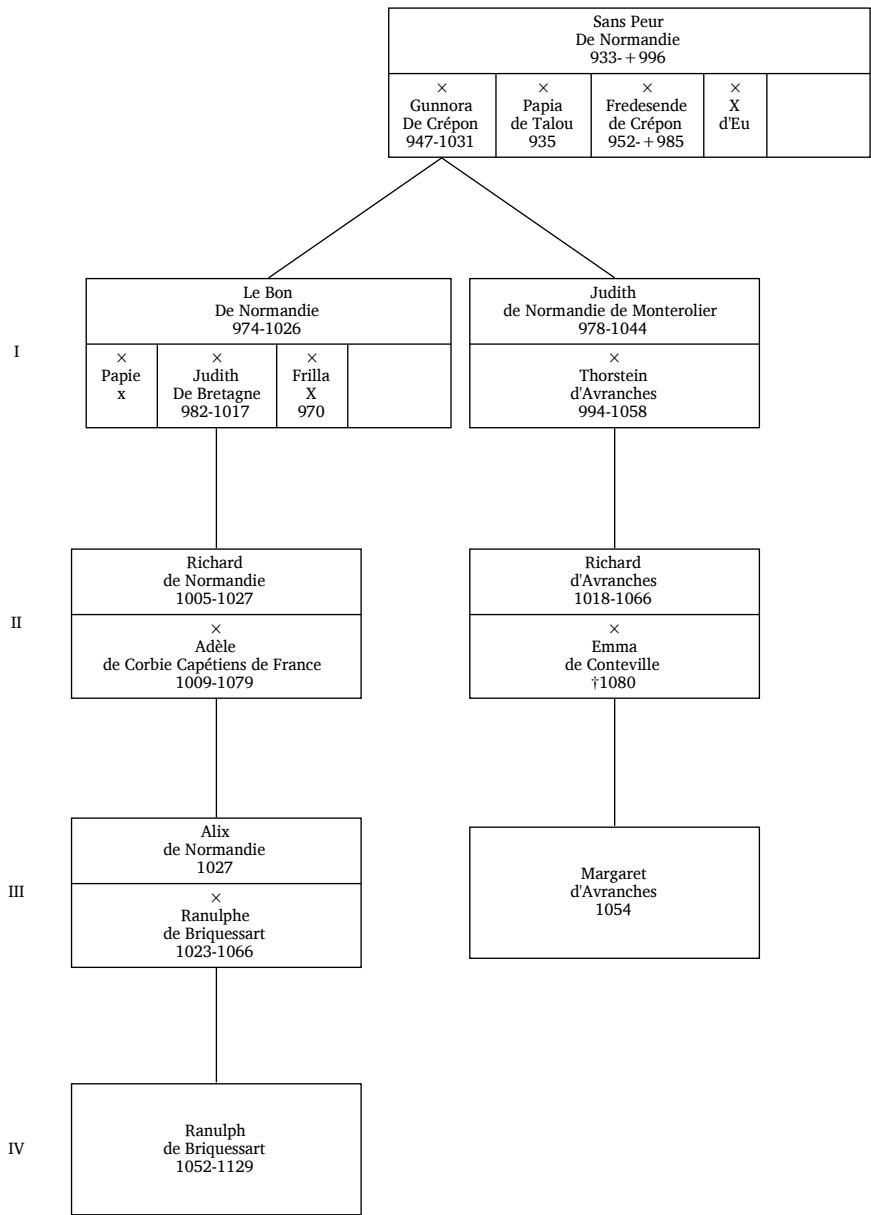 Sans Peur
De Normandie
933-+996
×
Gunnora
De Crépon
947-1031
×
Papia
de Talou
935
×
Fredesende
de Crépon
952-+985
×
X
d'Eu
I
Le Bon
De Normandie
974-1026
×
Papie
x
×
Judith
De Bretagne
982-1017
×
Frilla
X
970
Judith
de Normandie de Monterolier
978-1044
×
Thorstein
d'Avranches
994-1058
II
Richard
de Normandie
1005-1027
×
Adèle
de Corbie Capétiens de France
1009-1079
Richard
d'Avranches
1018-1066
×
Emma
de Conteville
†1080
III
Alix
de Normandie
1027
×
Ranulphe
de Briquessart
1023-1066
Margaret
d'Avranches
1054
IV
Ranulph
de Briquessart
1052-1129